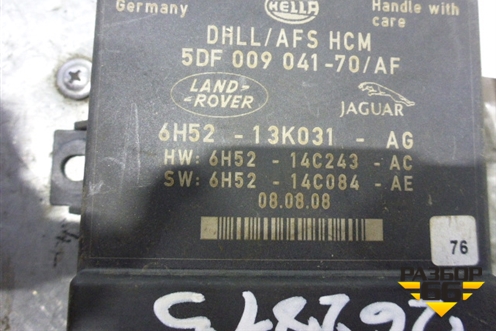 Germany
HELLA
Handle with
care
DHLL/AFS HCM
5DF 009 041-70/AF
LAND-
ROVER
JAGUAR
6H52 - 13K031 - AG
HW: 6H52 - 14C243 - AC
SW: 6H52 - 14C084 - AE
08.08.08
76
РАЗБОР
66